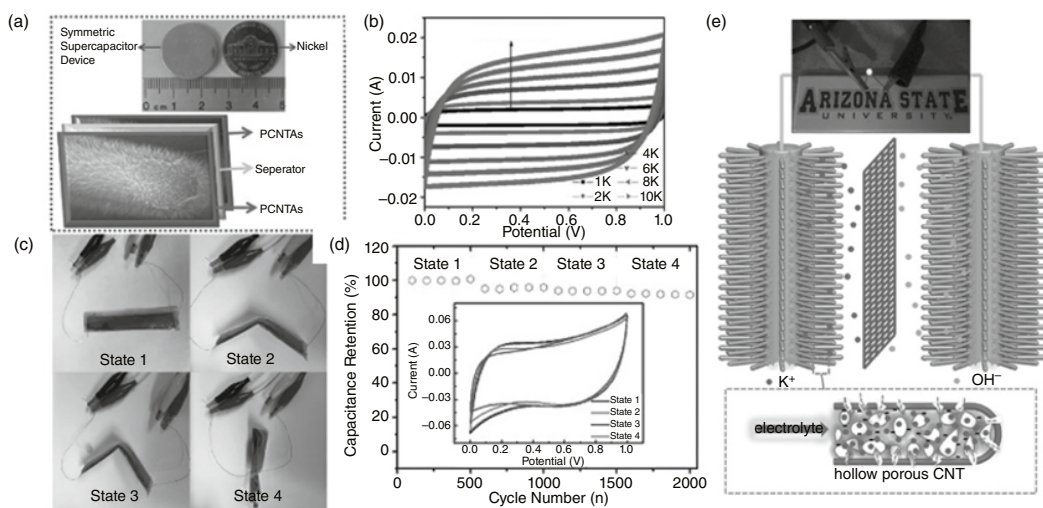 (a)
Symmetric
Supercapacitor
Device
Nickel
0 cm 1 2 3 4 5
PCNTAs
Seperator
PCNTAs
(b)
Current (A)
0.02
0.01
0.00
−0.01
−0.02
1K
2K
4K
6K
8K
10K
0.0 0.2 0.4 0.6 0.8 1.0
Potential (V)
(c)
State 1
State 2
State 3
State 4
(d)
Capacitance Retention (%)
120
100
80
60
40
20
0
State 1 State 2 State 3 State 4
Current (A)
0.06
0.03
0.00
−0.03
−0.06
State 1
State 2
State 3
State 4
0.0 0.2 0.4 0.6 0.8 1.0
Potential (V)
0 500 1000 1500 2000
Cycle Number (n)
(e)
ARIZONA STATE
UNIVERSITY
K+
OH−
electrolyte
hollow porous CNT